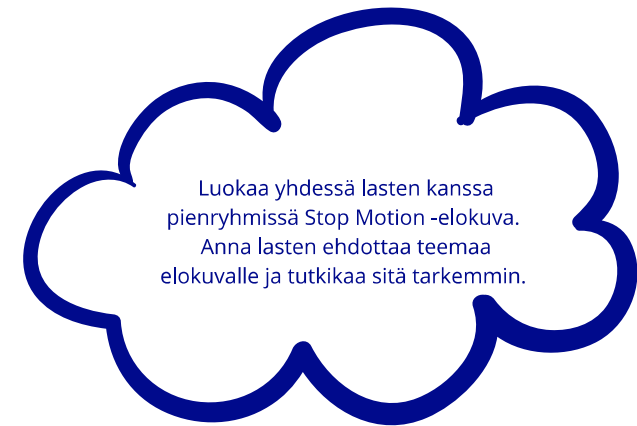 Luokaa yhdessä lasten kanssa
pienryhmissä Stop Motion -elokuva.
Anna lasten ehdottaa teemaa
elokuvalle ja tutkikaa sitä tarkemmin.